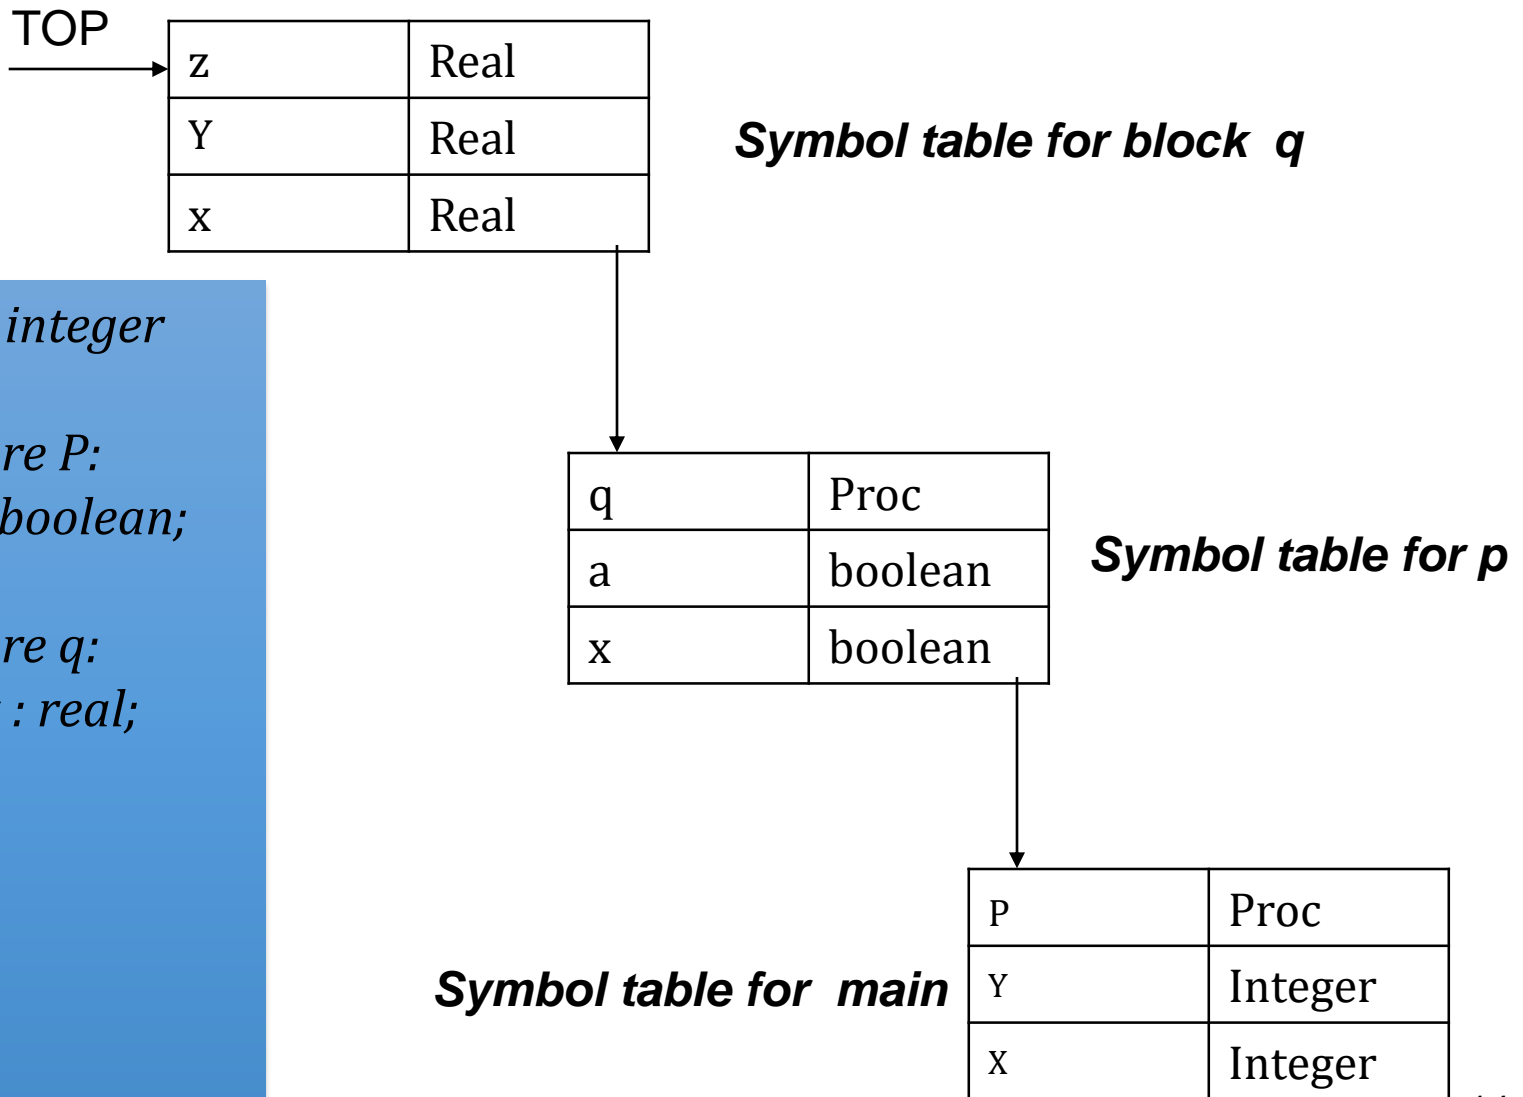 TOP
z Real
Y Real
x Real
Symbol table for block q
integer
re P:
boolean;
re q:
: real;
q Proc
a boolean
x boolean
Symbol table for p
Symbol table for main
P Proc
Y Integer
X Integer